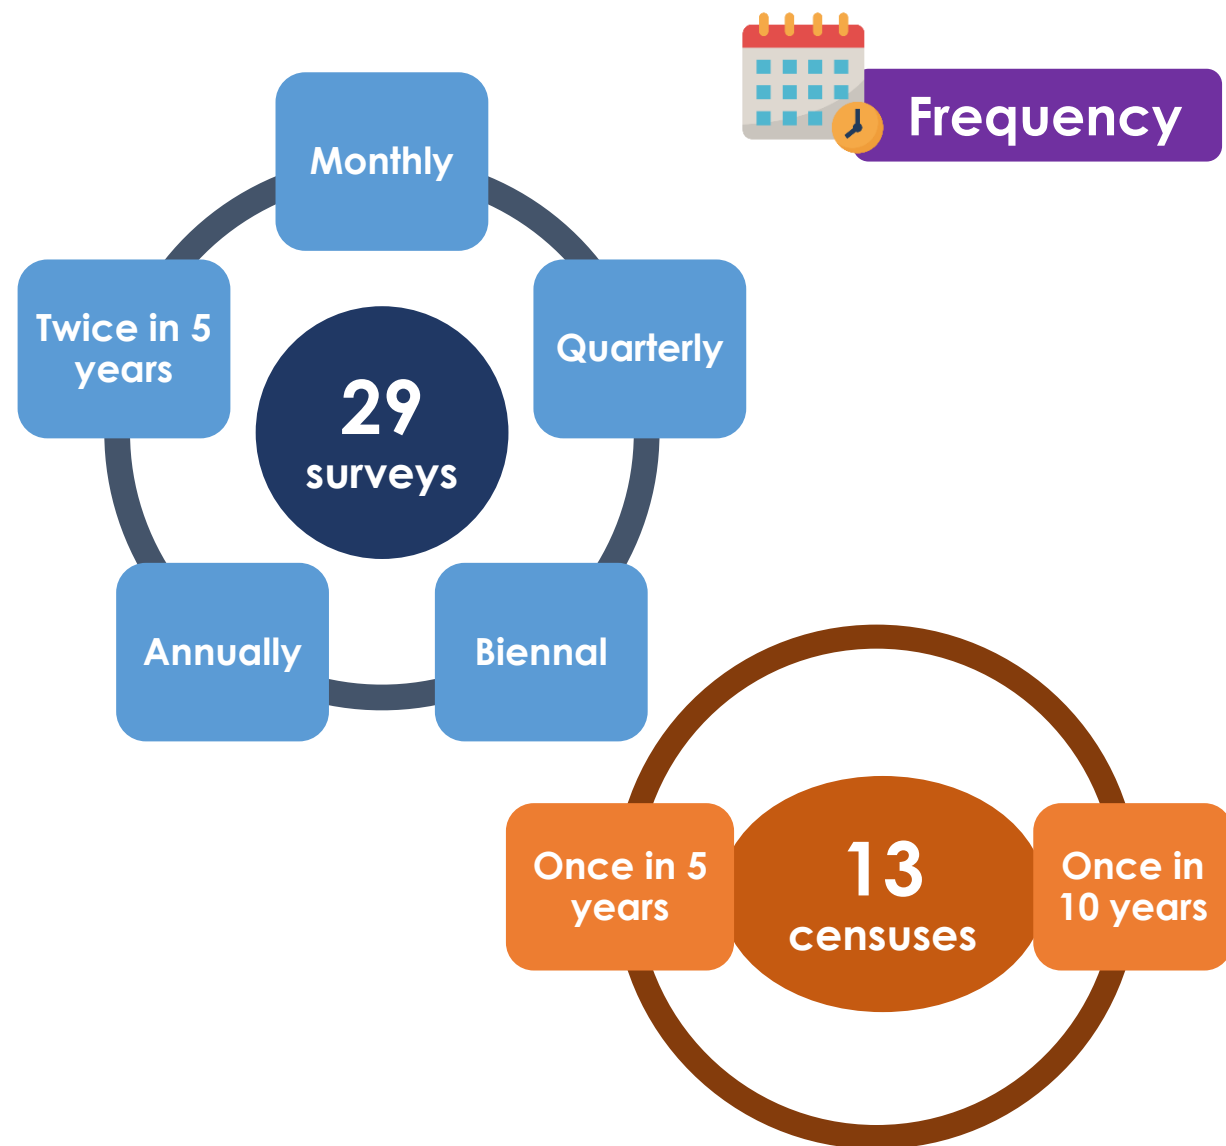 Frequency
Monthly
Quarterly
Biennal
Annually
Twice in 5
years
29
surveys
Once in 5
years
13
censuses
Once in
10 years